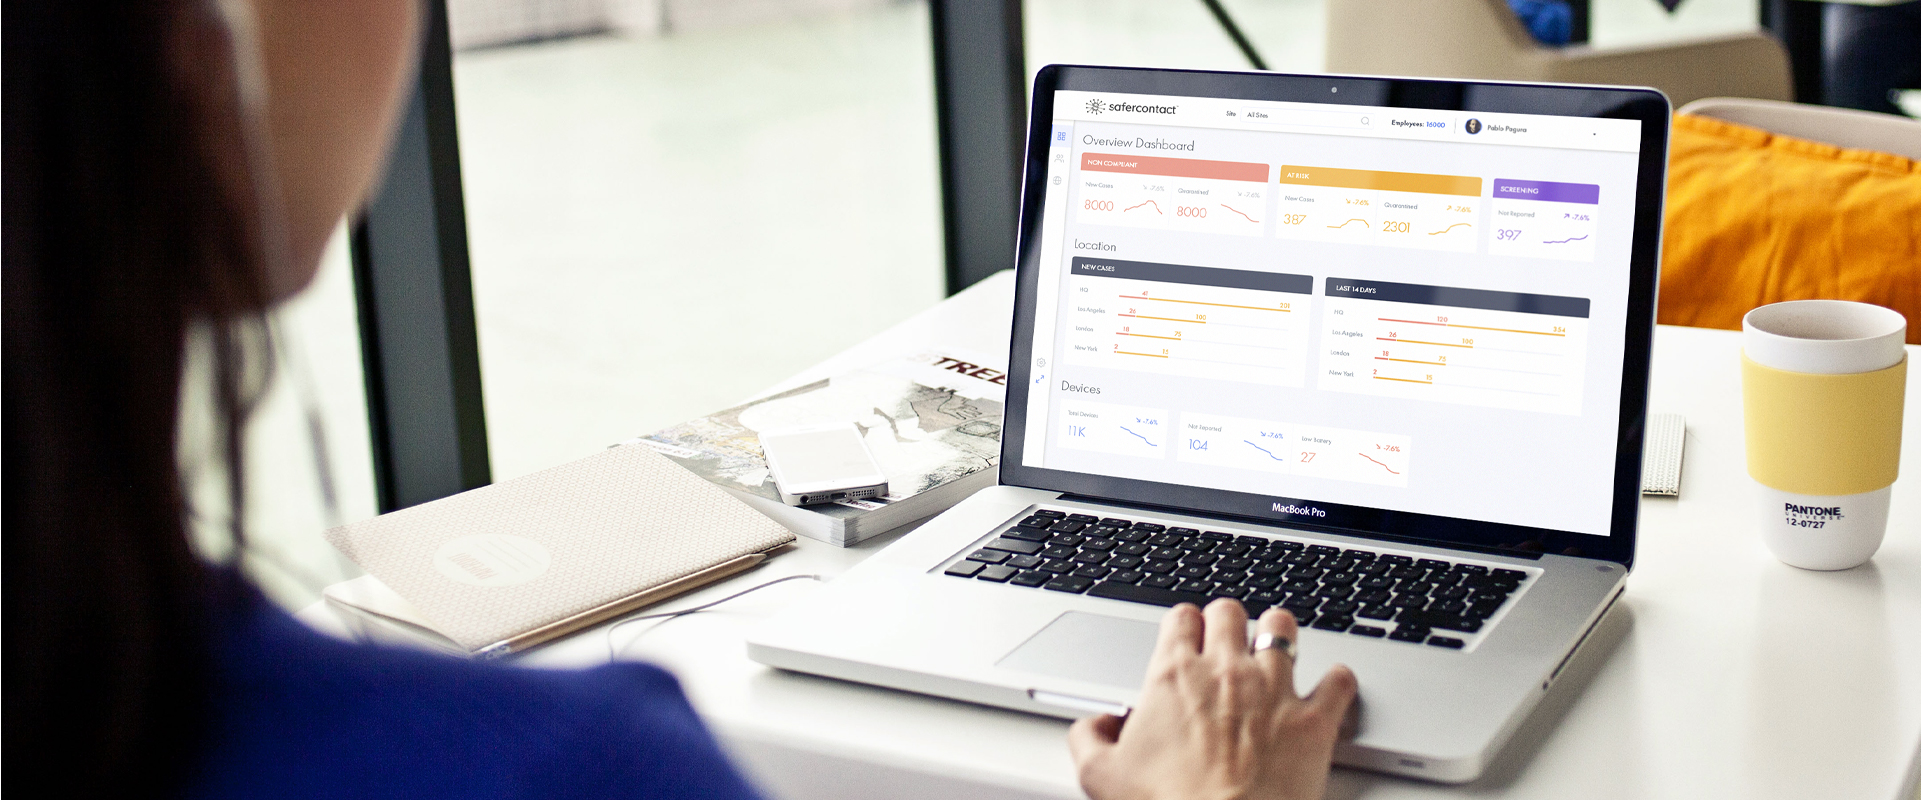 safercontact
Site All Sites
Employees: 16000
Pablo Pagura
Overview Dashboard
NON COMPLIANT
New Cases -7.6%
8000
Quarantined -7.6%
8000
AT RISK
New Cases -7.6%
387
Quarantined -7.6%
2301
SCREENING
Not Reported -7.6%
397
Location
NEW CASES
HQ 41 201
Los Angeles 26 100
London 18 75
New York 2 15
LAST 14 DAYS
HQ 120 354
Los Angeles 26 100
London 18 75
New York 2 15
Devices
Total Devices -7.6%
11K
Not Reported -7.6%
104
Low Battery -7.6%
27
MacBook Pro
TREE
PANTONE
UNIVERSE
12-0727